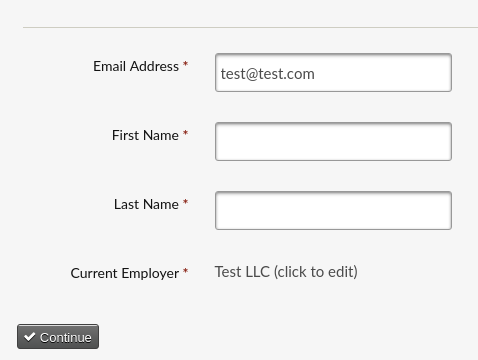 Email Address *
test@test.com
First Name *
Last Name *
Current Employer *
Test LLC (click to edit)
Continue